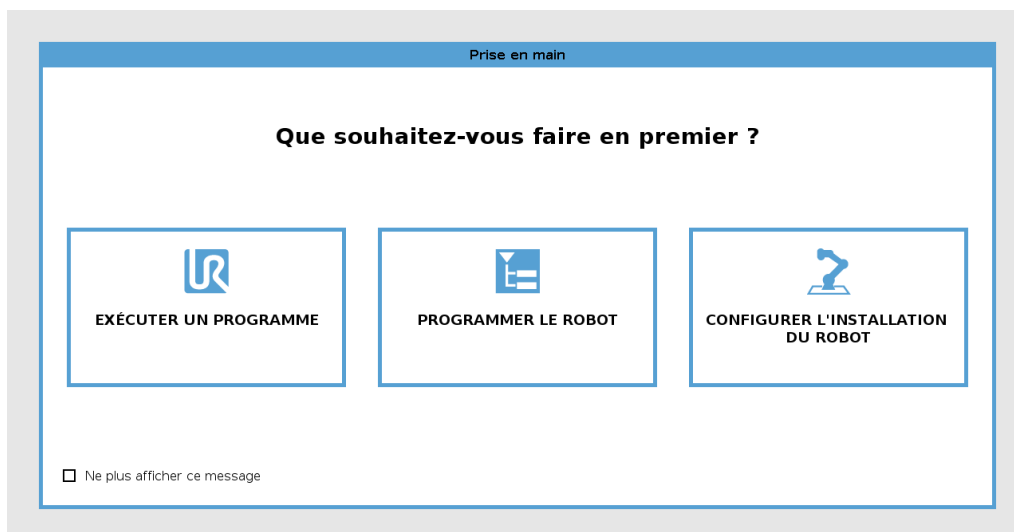 Prise en main
Que souhaitez-vous faire en premier ?
EXÉCUTER UN PROGRAMME
PROGRAMMER LE ROBOT
CONFIGURER L'INSTALLATION
DU ROBOT
Ne plus afficher ce message